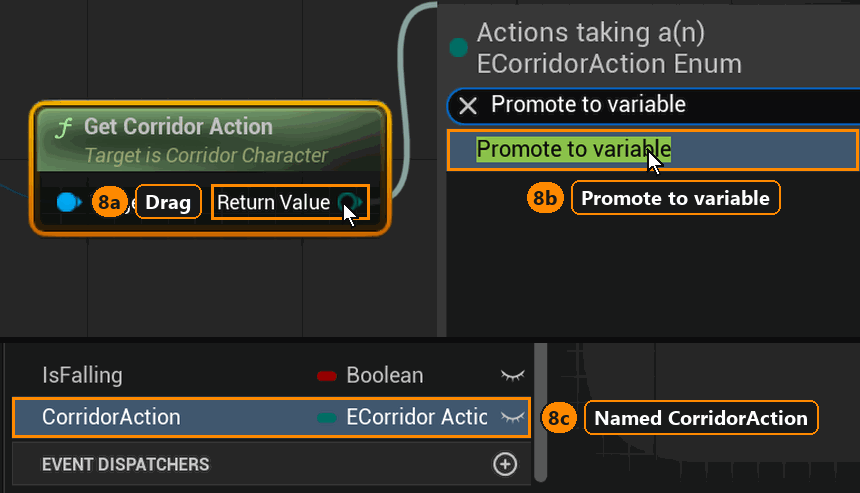 Actions taking a(n)
ECorridorAction Enum
Promote to variable
Promote to variable
8b Promote to variable
f Get Corridor Action
Target is Corridor Character
8a Drag Return Value
IsFalling Boolean
CorridorAction ECorridor Actic
8c Named CorridorAction
EVENT DISPATCHERS